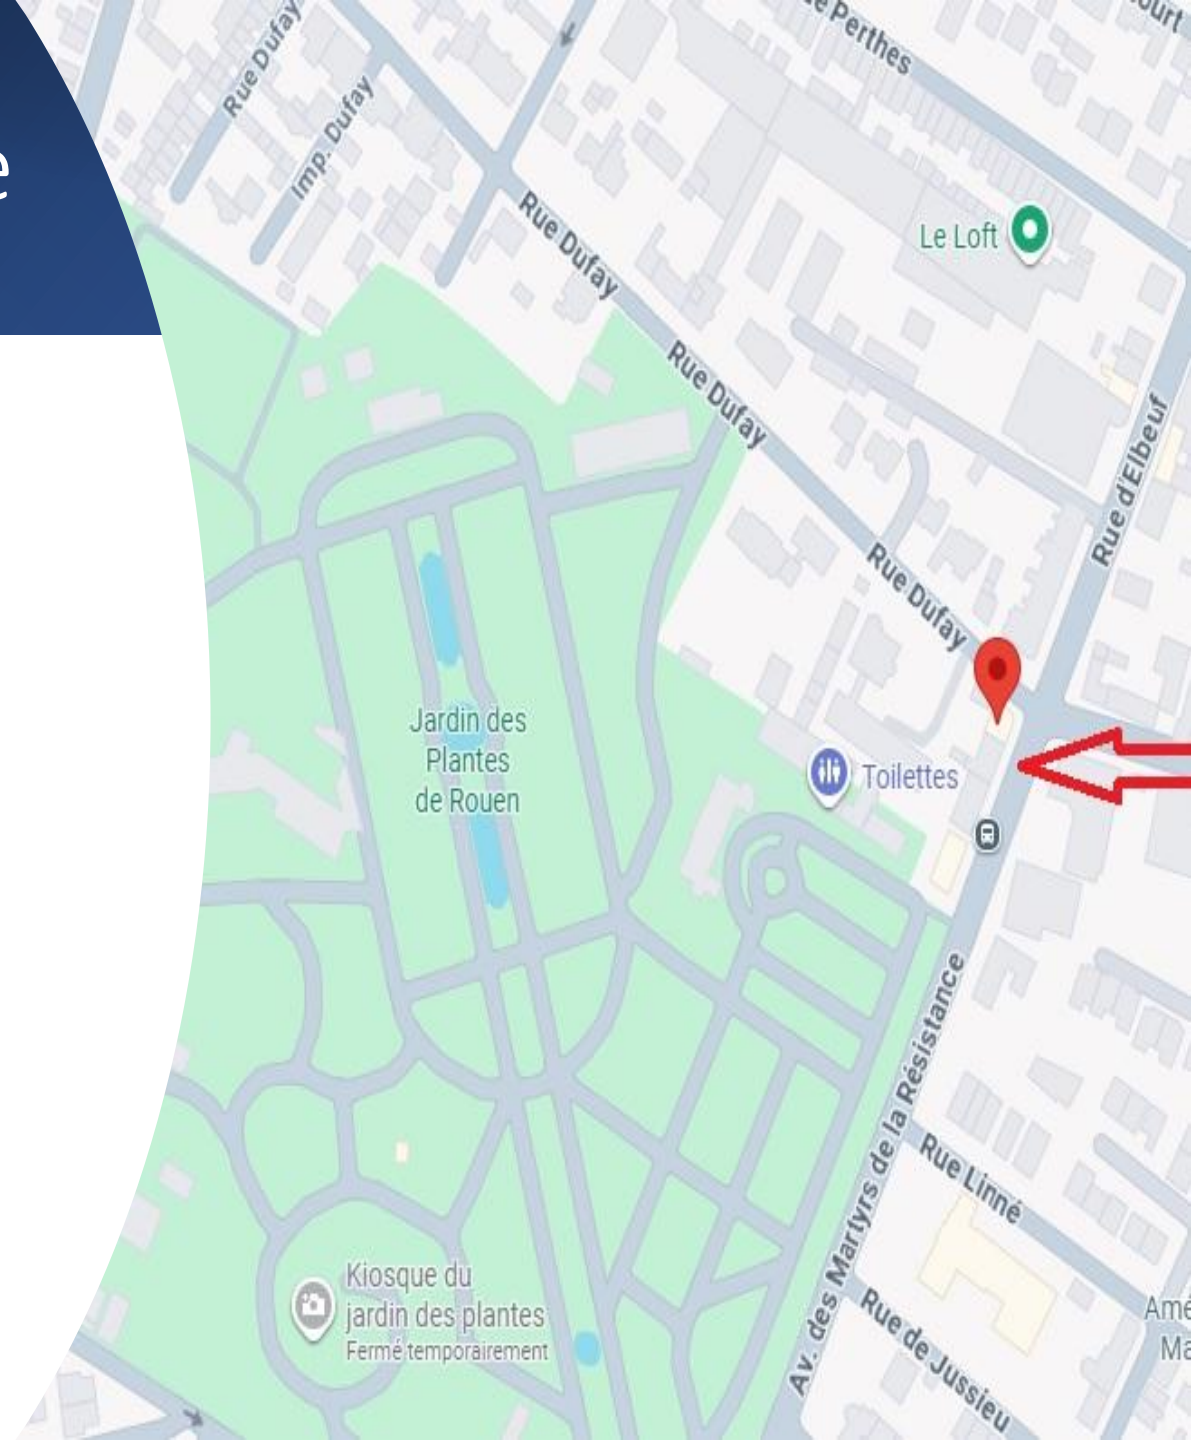 e
Rue Dufay
Imp. Dufay
Perthes
Le Loft
Rue Dufay
Rue Dufay
Rue d'Elbeuf
Rue Dufay
Jardin des
Plantes
de Rouen
Toilettes
Av. des Martyrs de la Résistance
Rue Linné
Kiosque du
jardin des plantes
Fermé temporairement
Rue de Jussieu
Amé
Ma